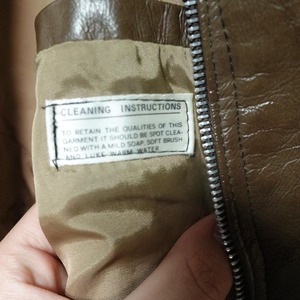 CLEANING INSTRUCTIONS
TO RETAIN THE QUALITIES OF THIS
GARMENT IT SHOULD BE SPOT CLEA-
NED WITH A MILD SOAP, SOFT BRUSH
AND LUKE WARM WATER